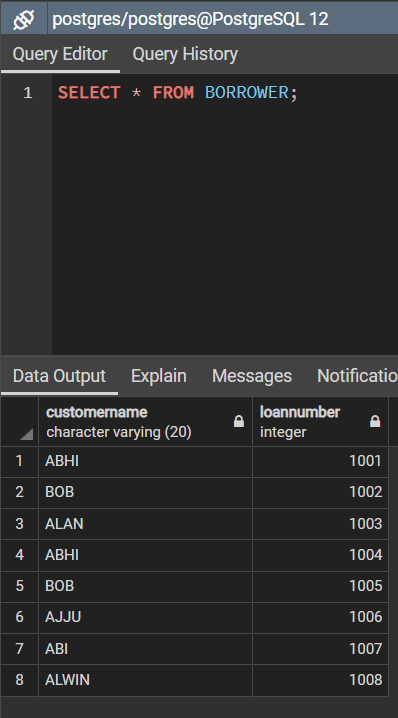 postgres/postgres@PostgreSQL 12
Query Editor Query History
1 SELECT * FROM BORROWER;
Data Output Explain Messages Notificatio
customername loannumber
character varying (20) integer
1 ABHI 1001
2 BOB 1002
3 ALAN 1003
4 ABHI 1004
5 BOB 1005
6 AJJU 1006
7 ABI 1007
8 ALWIN 1008